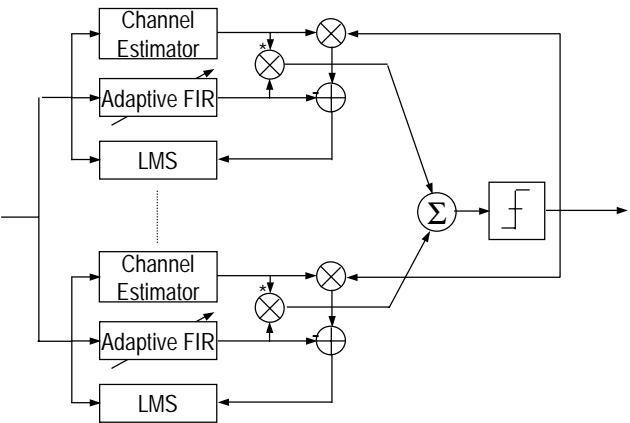 Channel
Estimator
*
Adaptive FIR
-
LMS
Σ
Channel
Estimator
*
Adaptive FIR
-
LMS